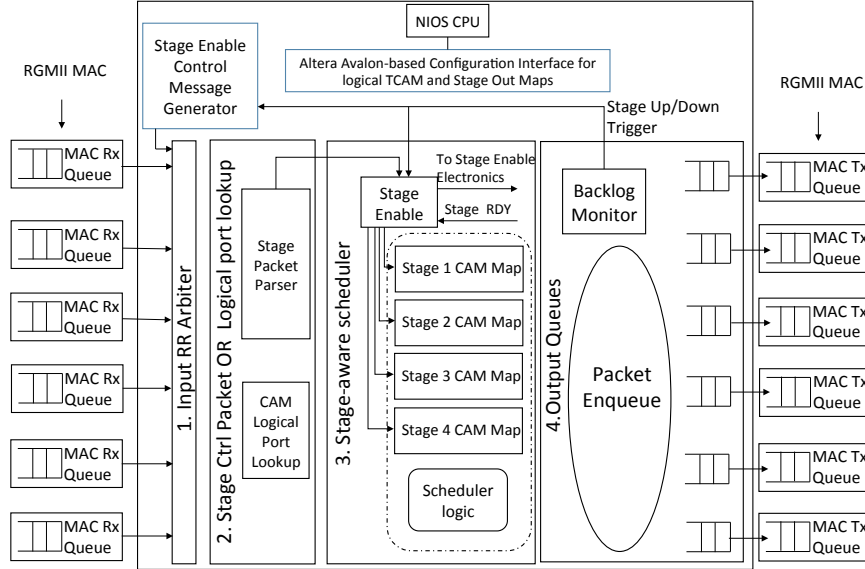 NIOS CPU
Stage Enable
Control
Message
Generator
Altera Avalon-based Configuration Interface for
logical TCAM and Stage Out Maps
RGMII MAC
RGMII MAC
Stage Up/Down
Trigger
MAC Rx
Queue
MAC Rx
Queue
MAC Rx
Queue
MAC Rx
Queue
MAC Rx
Queue
MAC Rx
Queue
1. Input RR Arbiter
2. Stage Ctrl Packet OR Logical port lookup
Stage
Packet
Parser
CAM
Logical
Port
Lookup
3. Stage-aware scheduler
Stage
Enable
To Stage Enable
Electronics
Stage RDY
Stage 1 CAM Map
Stage 2 CAM Map
Stage 3 CAM Map
Stage 4 CAM Map
Scheduler
logic
4.Output Queues
Backlog
Monitor
Packet
Enqueue
MAC Tx
Queue
MAC Tx
Queue
MAC Tx
Queue
MAC Tx
Queue
MAC Tx
Queue
MAC Tx
Queue